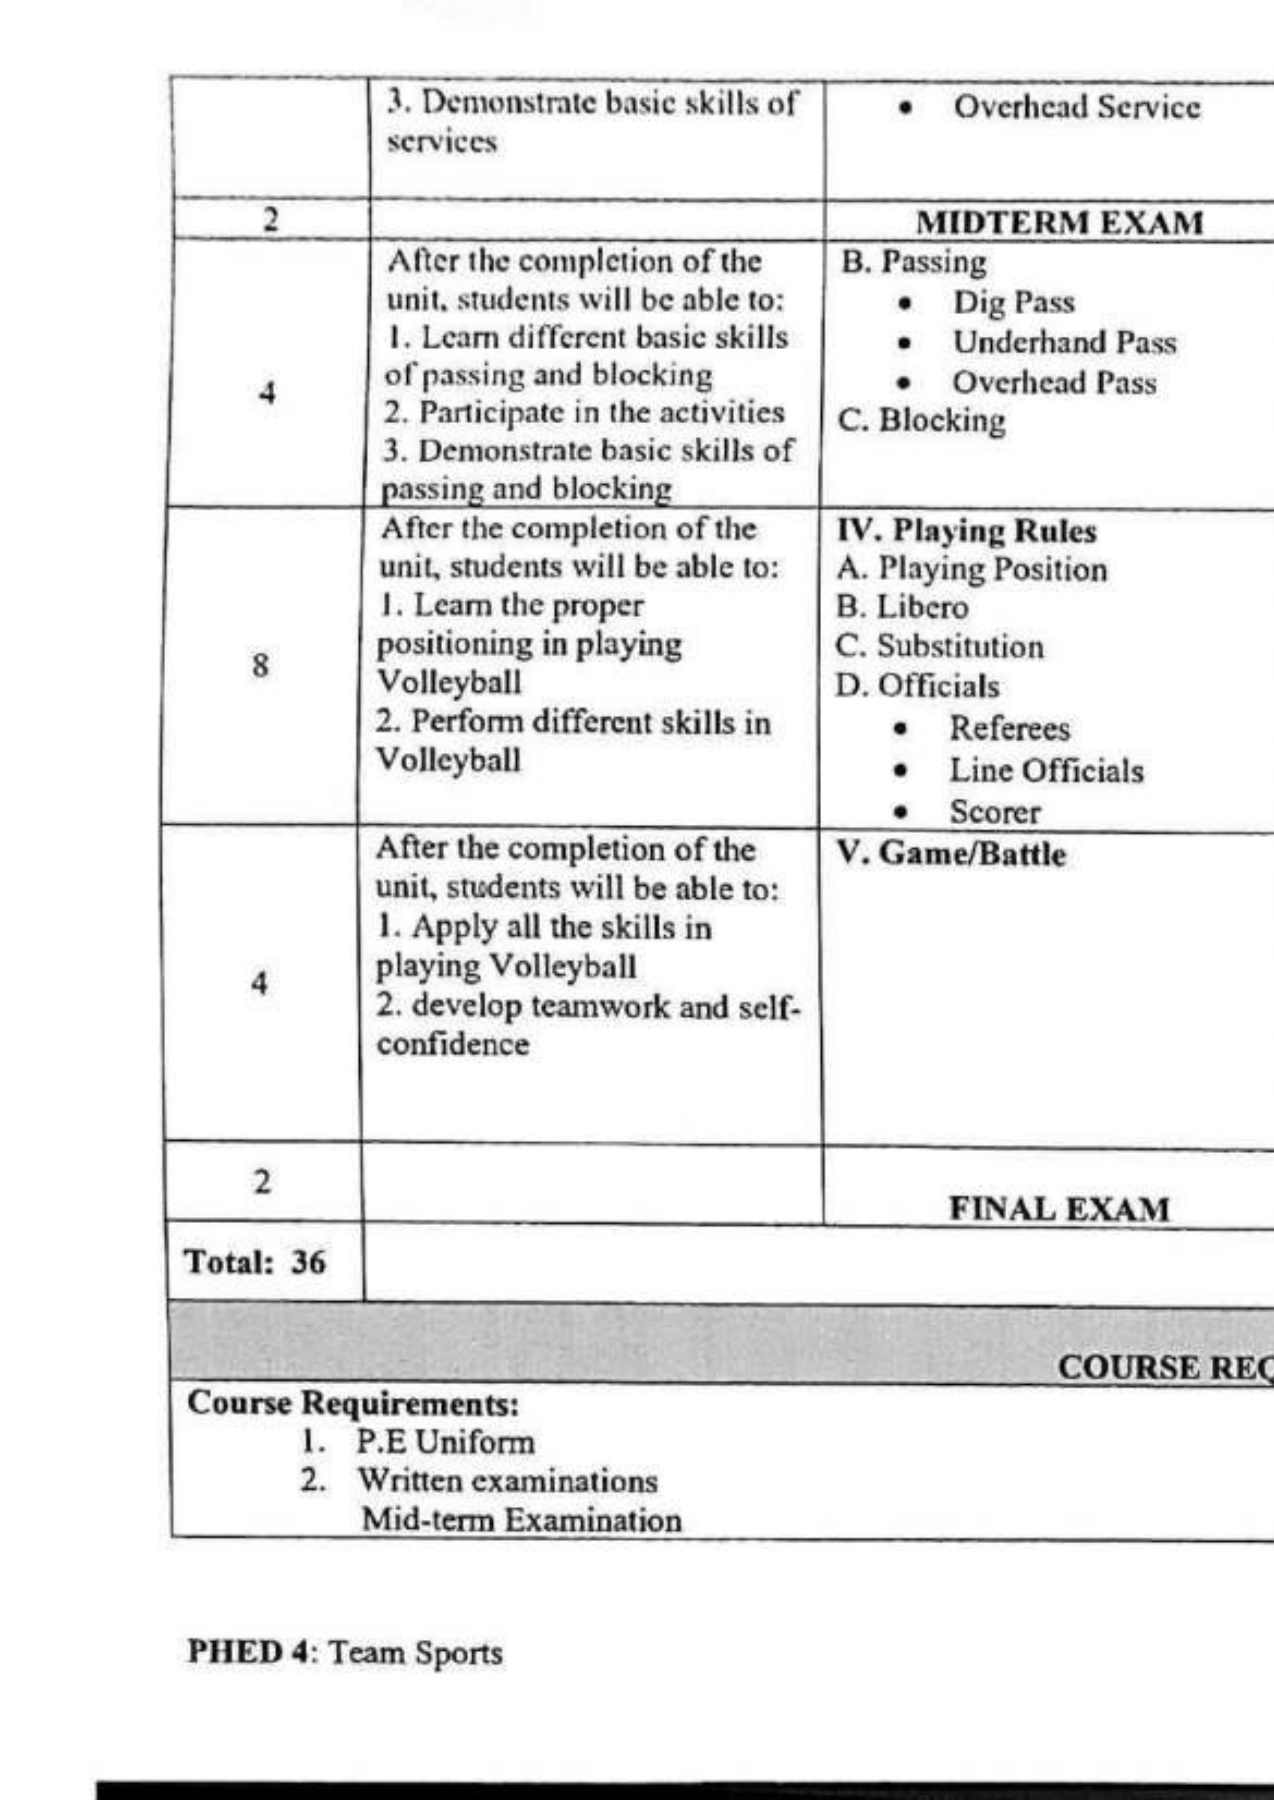 3. Demonstrate basic skills of
services
• Overhead Service
2
MIDTERM EXAM
4
After the completion of the
unit, students will be able to:
1. Learn different basic skills
of passing and blocking
2. Participate in the activities
3. Demonstrate basic skills of
passing and blocking
B. Passing
• Dig Pass
• Underhand Pass
• Overhead Pass
C. Blocking
8
After the completion of the
unit, students will be able to:
1. Learn the proper
positioning in playing
Volleyball
2. Perform different skills in
Volleyball
IV. Playing Rules
A. Playing Position
B. Libero
C. Substitution
D. Officials
• Referees
• Line Officials
• Scorer
4
After the completion of the
unit, students will be able to:
1. Apply all the skills in
playing Volleyball
2. develop teamwork and self-
confidence
V. Game/Battle
2
FINAL EXAM
Total: 36
COURSE REQ
Course Requirements:
1. P.E Uniform
2. Written examinations
Mid-term Examination
PHED 4: Team Sports